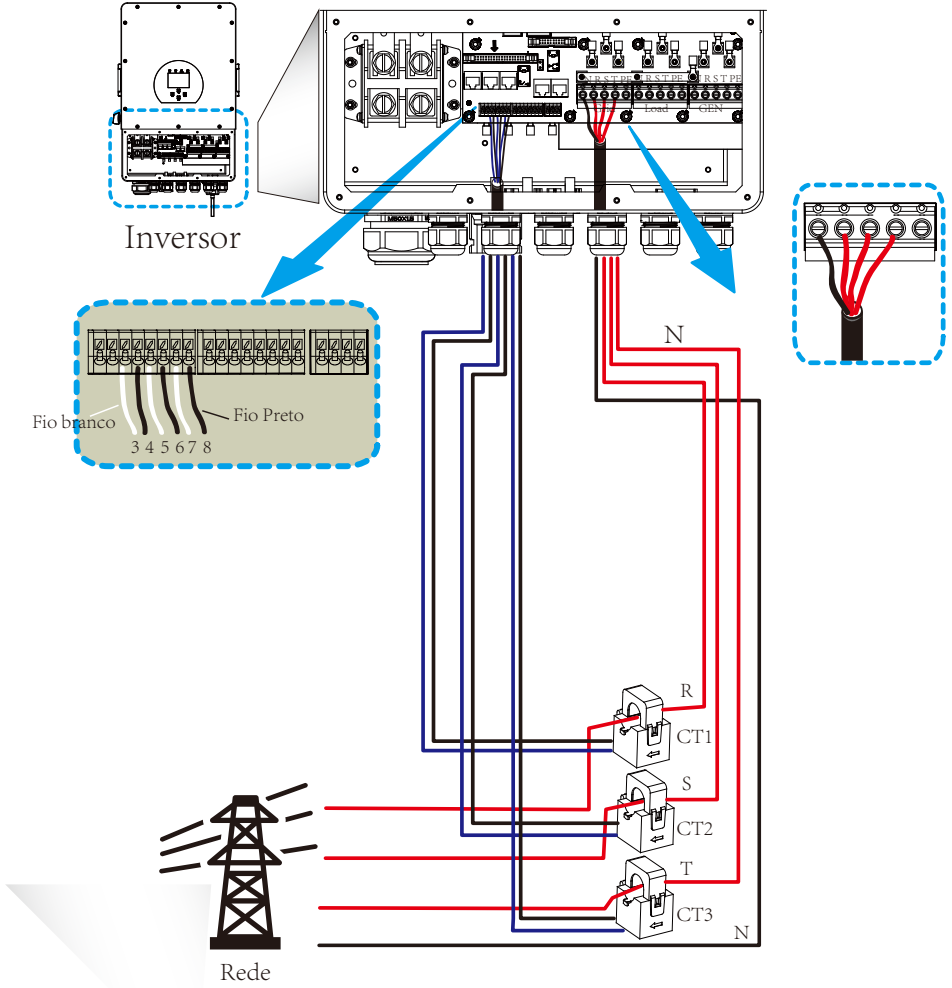 N R S T PE
R S T PE
R S T PE
Grid
Load
GEN
Inversor
N
Fio branco
Fio Preto
3 4 5 6 7 8
R
CT1
S
CT2
T
CT3
N
Rede